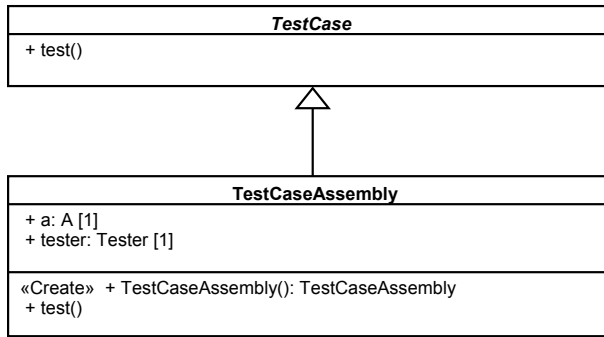 TestCase
+ test()
TestCaseAssembly
+ a: A [1]
+ tester: Tester [1]
«Create» + TestCaseAssembly(): TestCaseAssembly
+ test()